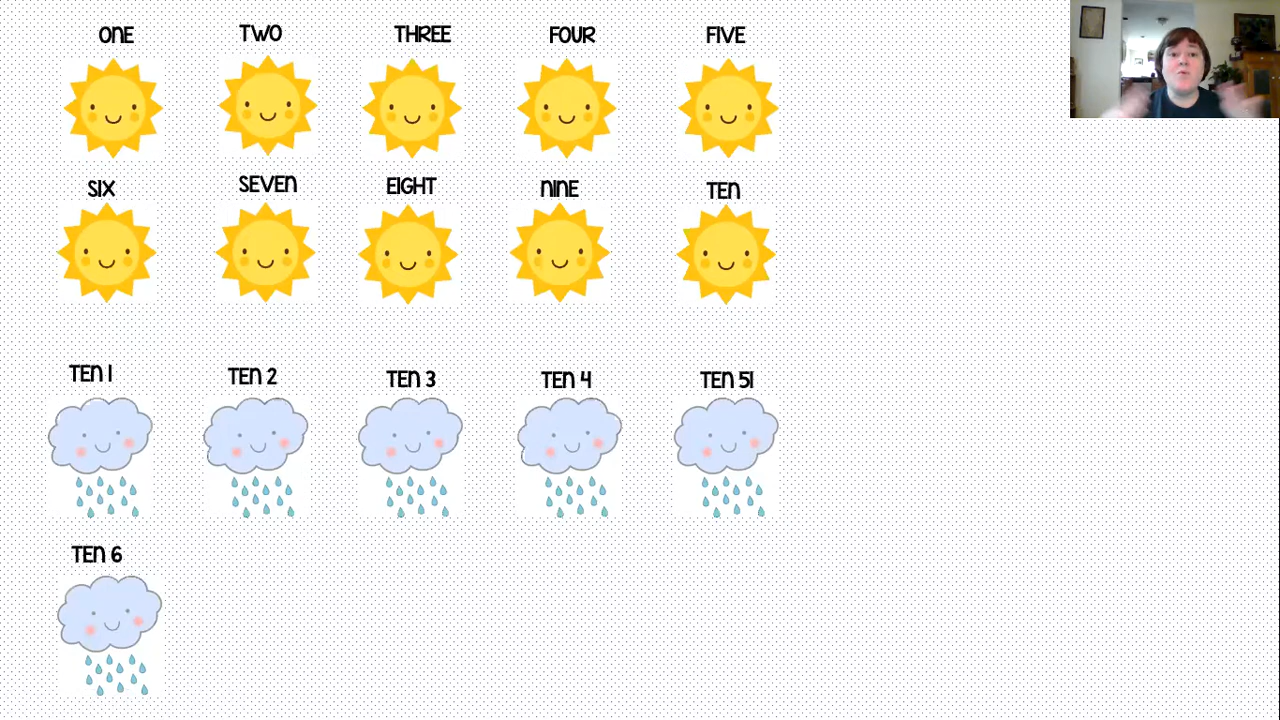 ONE TWO THREE FOUR FIVE
SIX SEVEN EIGHT NINE TEN
TEN 1 TEN 2 TEN 3 TEN 4 TEN 5!
TEN 6